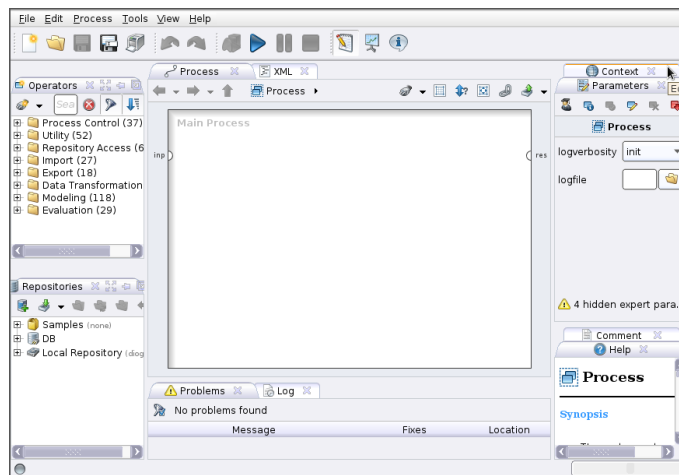 File Edit Process Tools View Help
Process
XML
Context
Operators
Parameters
Sea
Process
Process Control (37)
Utility (52)
Repository Access (6
Import (27)
Export (18)
Data Transformation
Modeling (118)
Evaluation (29)
Main Process
inp
res
Process
logverbosity init
logfile
Repositories
Samples (none)
DB
Local Repository (diog
4 hidden expert para.
Comment
Help
Process
Synopsis
Problems
Log
No problems found
Message Fixes Location